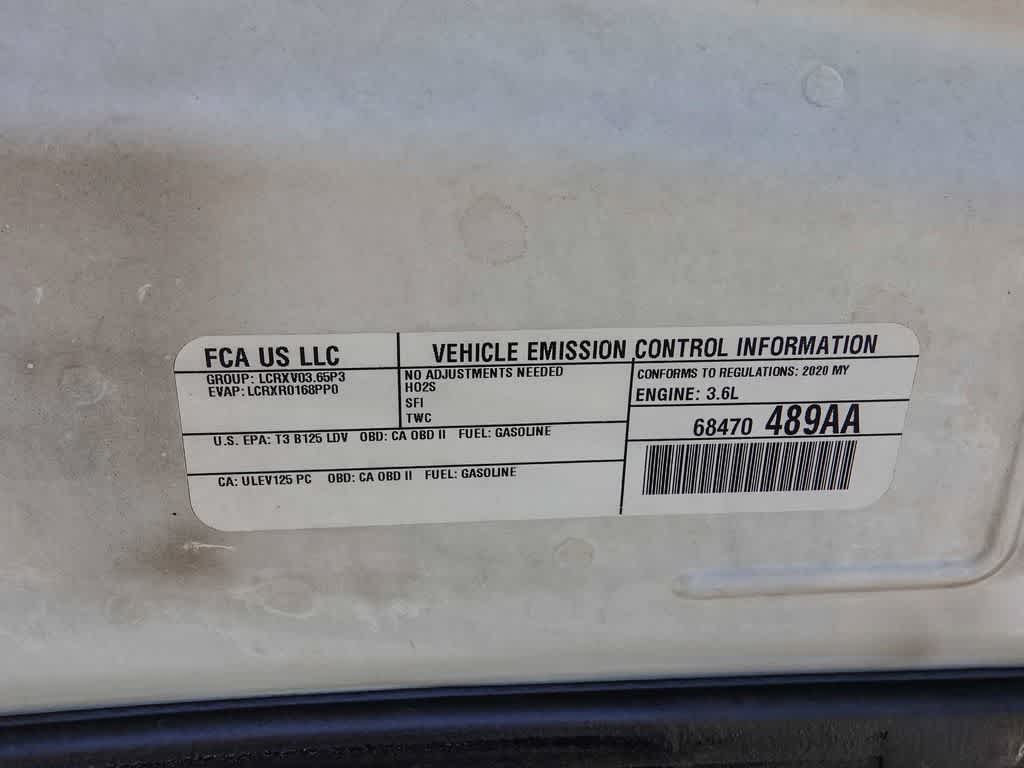 FCA US LLC
VEHICLE EMISSION CONTROL INFORMATION
GROUP: LCRXV03.65P3
EVAP: LCRXR0168PP0
NO ADJUSTMENTS NEEDED
HO2S
SFI
TWC
CONFORMS TO REGULATIONS: 2020 MY
ENGINE: 3.6L
68470 489AA
U.S. EPA: T3 B125 LDV OBD: CA OBD II FUEL: GASOLINE
CA: ULEV125 PC OBD: CA OBD II FUEL: GASOLINE